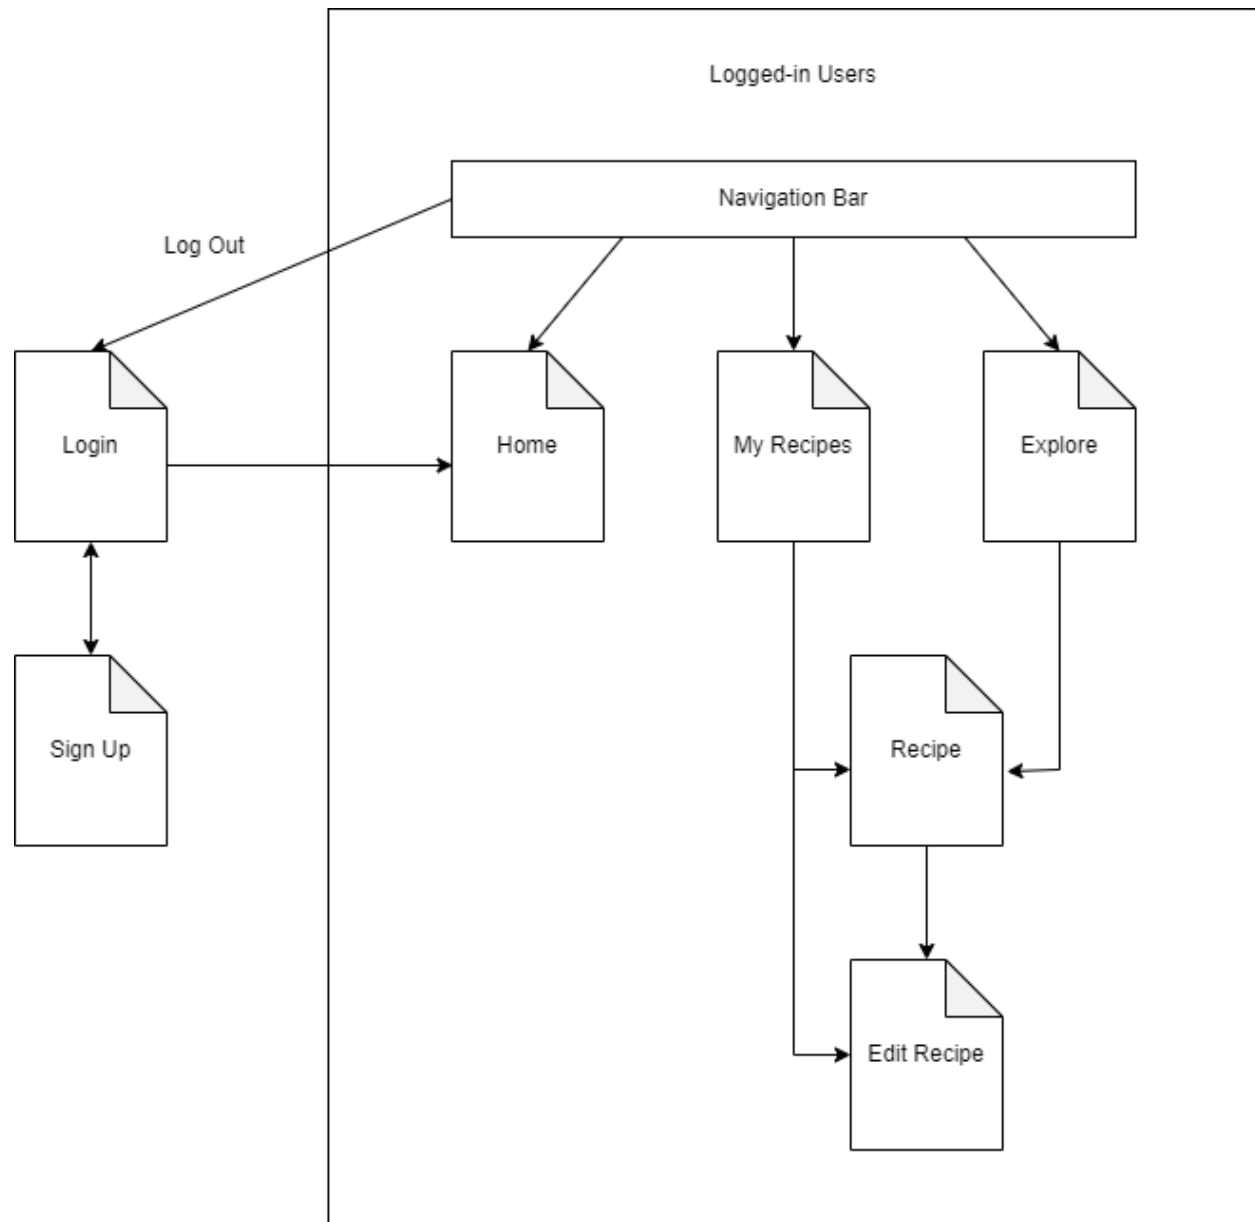 Logged-in Users
Navigation Bar
Log Out
Login
Home
My Recipes
Explore
Sign Up
Recipe
Edit Recipe